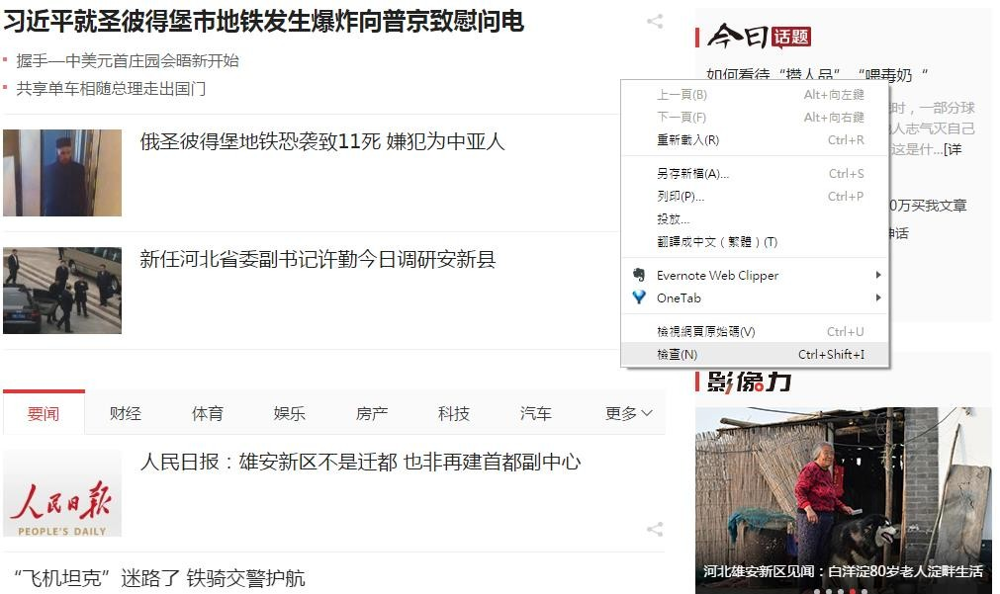 习近平就圣彼得堡市地铁发生爆炸向普京致慰问电
握手—中美元首庄园会晤新开始
共享单车相随总理走出国门
俄圣彼得堡地铁恐袭致11死 嫌犯为中亚人
新任河北省委副书记许勤今日调研安新县
要闻 财经 体育 娱乐 房产 科技 汽车 更多
人民日报
PEOPLE'S DAILY
人民日报：雄安新区不是迁都 也非再建首都副中心
“飞机坦克”迷路了 铁骑交警护航
今日话题
如何看待“攒人品”“喂毒奶“
时，一部分球
人志气灭自己
这是什...[详
0万买我文章
神话
上一頁(B) Alt+向左鍵
下一頁(F) Alt+向右鍵
重新載入(R) Ctrl+R
另存新檔(A)... Ctrl+S
列印(P)... Ctrl+P
投放...
翻譯成中文（繁體）(T)
Evernote Web Clipper
OneTab
檢視網頁原始碼(V) Ctrl+U
檢查(N) Ctrl+Shift+I
影像力
河北雄安新区见闻：白洋淀80岁老人淀畔生活